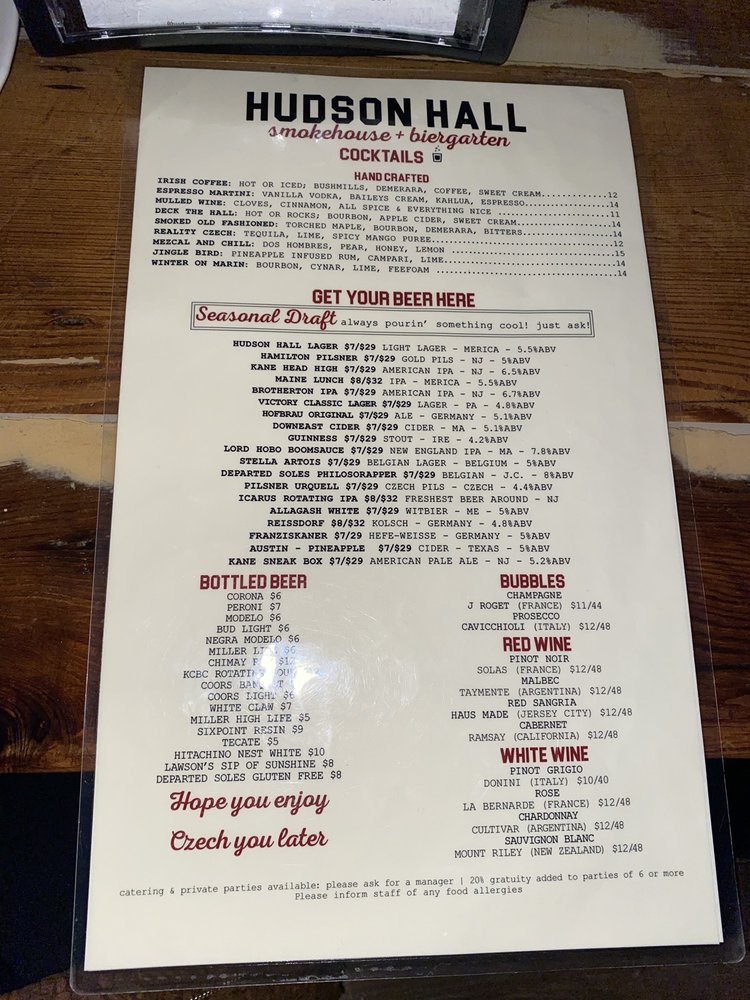 HUDSON HALL
smokehouse + biergarten
COCKTAILS
HAND CRAFTED
IRISH COFFEE: HOT OR ICED; BUSHMILLS, DEMERARA, COFFEE, SWEET CREAM............12
ESPRESSO MARTINI: VANILLA VODKA, BAILEYS CREAM, KAHLUA, ESPRESSO...............14
MULLED WINE: CLOVES, CINNAMON, ALL SPICE & EVERYTHING NICE .....................11
DECK THE HALL: HOT OR ROCKS; BOURBON, APPLE CIDER, SWEET CREAM.................14
SMOKED OLD FASHIONED: TORCHED MAPLE, BOURBON, DEMERARA, BITTERS................14
REALITY CZECH: TEQUILA, LIME, SPICY MANGO PUREE................................12
MEZCAL AND CHILL: DOS HOMBRES, PEAR, HONEY, LEMON ..............................15
JINGLE BIRD: PINEAPPLE INFUSED RUM, CAMPARI, LIME..............................14
WINTER ON MARIN: BOURBON, CYNAR, LIME, FEEFOAM .................................14
GET YOUR BEER HERE
Seasonal Draft always pourin' something cool! just ask!
HUDSON HALL LAGER $7/$29 LIGHT LAGER - MERICA - 5.5%ABV
HAMILTON PILSNER $7/$29 GOLD PILS - NJ - 5%ABV
KANE HEAD HIGH $7/$29 AMERICAN IPA - NJ - 6.5%ABV
MAINE LUNCH $8/$32 IPA - MERICA - 5.5%ABV
BROTHERTON IPA $7/$29 AMERICAN IPA - NJ - 6.7%ABV
VICTORY CLASSIC LAGER $7/$29 LAGER - PA - 4.8%ABV
HOFBRAU ORIGINAL $7/$29 ALE - GERMANY - 5.1%ABV
DOWNEAST CIDER $7/$29 CIDER - MA - 5.1%ABV
GUINNESS $7/$29 STOUT - IRE - 4.2%ABV
LORD HOBO BOOMSAUCE $7/$29 NEW ENGLAND IPA - MA - 7.8%ABV
STELLA ARTOIS $7/$29 BELGIAN LAGER - BELGIUM - 5%ABV
DEPARTED SOLES PHILOSORAPPER $7/$29 BELGIAN - J.C. - 8%ABV
PILSNER URQUELL $7/$29 CZECH PILS - CZECH - 4.4%ABV
ICARUS ROTATING IPA $8/$32 FRESHEST BEER AROUND - NJ
ALLAGASH WHITE $7/$29 WITBIER - ME - 5%ABV
REISSDORF $8/$32 KOLSCH - GERMANY - 4.8%ABV
FRANZISKANER $7/29 HEFE-WEISSE - GERMANY - 5%ABV
AUSTIN - PINEAPPLE $7/$29 CIDER - TEXAS - 5%ABV
KANE SNEAK BOX $7/$29 AMERICAN PALE ALE - NJ - 5.2%ABV
BOTTLED BEER
CORONA $6
PERONI $7
MODELO $6
BUD LIGHT $6
NEGRA MODELO $6
MILLER $6
CHIMAY
KCBC ROTATING
COORS
COORS LIGHT $6
WHITE CLAW $7
MILLER HIGH LIFE $5
SIXPOINT RESIN $9
TECATE $5
HITACHINO NEST WHITE $10
LAWSON'S SIP OF SUNSHINE $8
DEPARTED SOLES GLUTEN FREE $8
Hope you enjoy
Czech you later
BUBBLES
CHAMPAGNE
J ROGET (FRANCE) $11/44
PROSECCO
CAVICCHIOLI (ITALY) $12/48
RED WINE
PINOT NOIR
SOLAS (FRANCE) $12/48
MALBEC
TAYMENTE (ARGENTINA) $12/48
RED SANGRIA
HAUS MADE (JERSEY CITY) $12/48
CABERNET
RAMSAY (CALIFORNIA) $12/48
WHITE WINE
PINOT GRIGIO
DONINI (ITALY) $10/40
ROSE
LA BERNARDE (FRANCE) $12/48
CHARDONNAY
CULTIVAR (ARGENTINA) $12/48
SAUVIGNON BLANC
MOUNT RILEY (NEW ZEALAND) $12/48
catering & private parties available: please ask for a manager | 20% gratuity added to parties of 6 or more
Please inform staff of any food allergies